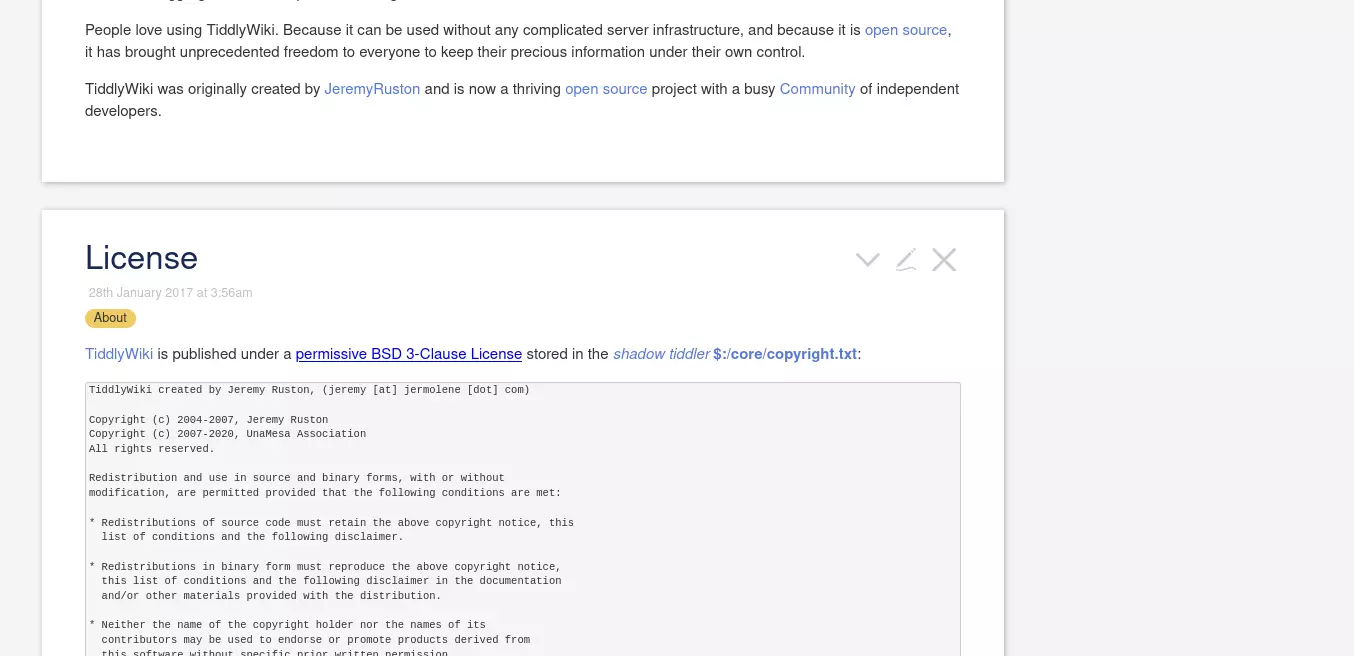 People love using TiddlyWiki. Because it can be used without any complicated server infrastructure, and because it is open source,
it has brought unprecedented freedom to everyone to keep their precious information under their own control.
TiddlyWiki was originally created by JeremyRuston and is now a thriving open source project with a busy Community of independent
developers.
License
28th January 2017 at 3:56am
About
TiddlyWiki is published under a permissive BSD 3-Clause License stored in the shadow tiddler $:/core/copyright.txt:
TiddlyWiki created by Jeremy Ruston, (jeremy [at] jermolene [dot] com)
Copyright (c) 2004-2007, Jeremy Ruston
Copyright (c) 2007-2020, UnaMesa Association
All rights reserved.
Redistribution and use in source and binary forms, with or without
modification, are permitted provided that the following conditions are met:
* Redistributions of source code must retain the above copyright notice, this
list of conditions and the following disclaimer.
* Redistributions in binary form must reproduce the above copyright notice,
this list of conditions and the following disclaimer in the documentation
and/or other materials provided with the distribution.
* Neither the name of the copyright holder nor the names of its
contributors may be used to endorse or promote products derived from
this software without specific prior written permission.